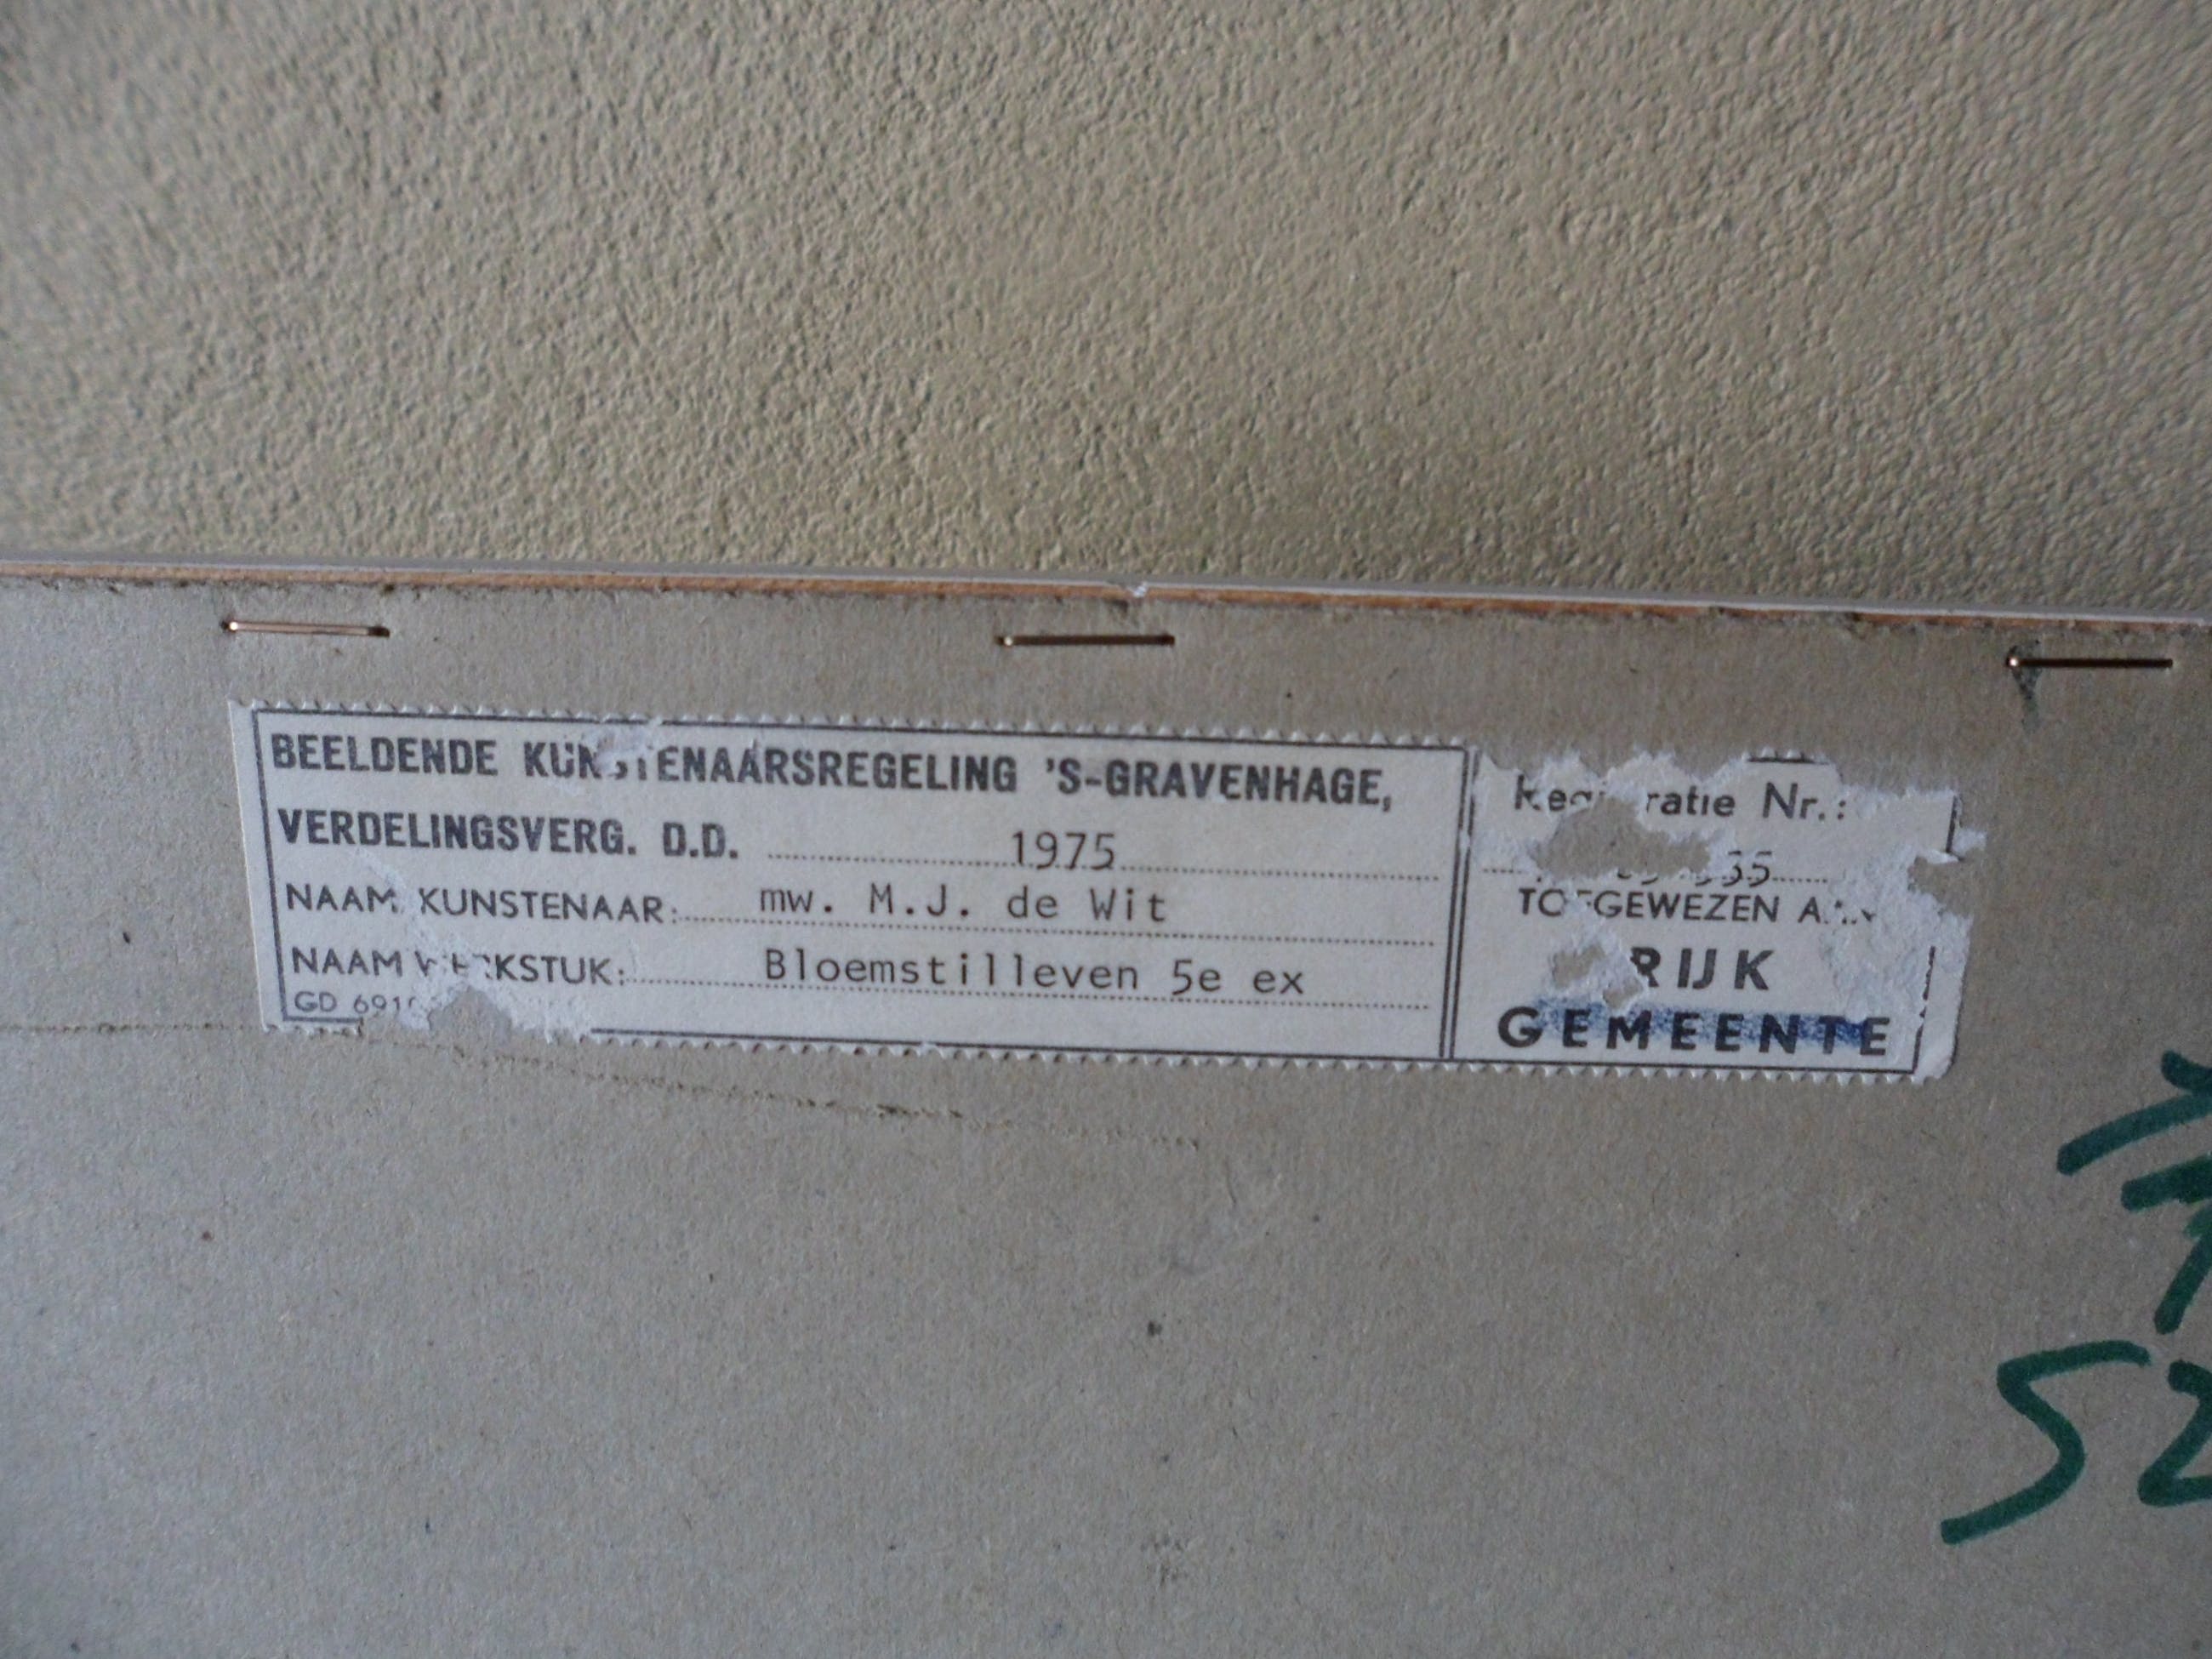 BEELDENDE KUNSTENAARSREGELING 'S-GRAVENHAGE,
VERDELINGSVERG. D.D. 1975
NAAM KUNSTENAAR: mw. M.J. de Wit
NAAM WERKSTUK: Bloemstilleven 5e ex
GD
Registratie Nr.:
TOEGEWEZEN AAN
RIJK
GEMEENTE